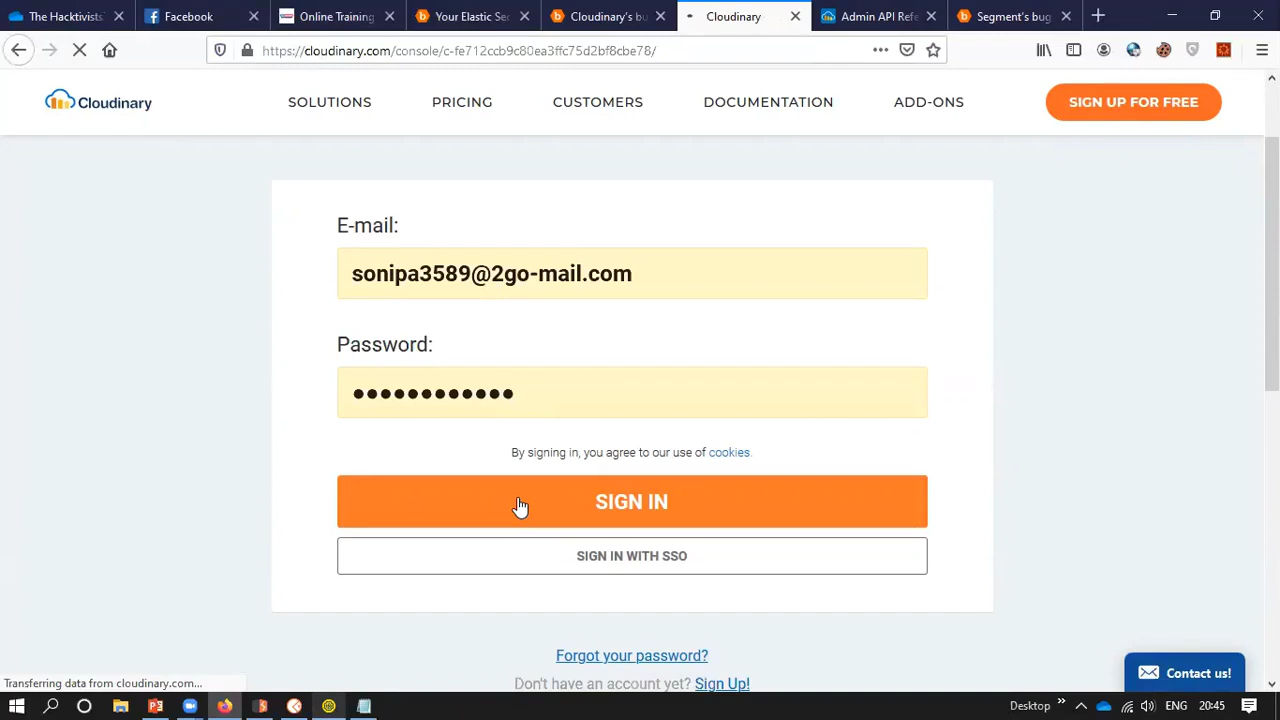 The Hacktivists
Facebook
Online Training
Your Elastic Sec
Cloudinary's bu
Cloudinary
Admin API Refe
Segment's bug
https://cloudinary.com/console/c-fe712ccb9c80ea3ffc75d2bf8cbe78/
Cloudinary
SOLUTIONS
PRICING
CUSTOMERS
DOCUMENTATION
ADD-ONS
SIGN UP FOR FREE
E-mail:
sonipa3589@2go-mail.com
Password:
By signing in, you agree to our use of cookies.
SIGN IN
SIGN IN WITH SSO
Forgot your password?
Don't have an account yet? Sign Up!
Contact us!
Transferring data from cloudinary.com...
Desktop
ENG
20:45